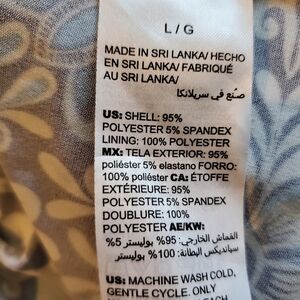 L / G
MADE IN SRI LANKA/ HECHO
EN SRI LANKA/ FABRIQUÉ
AU SRI LANKA/
صنع في سريلانكا
US: SHELL: 95%
POLYESTER 5% SPANDEX
LINING: 100% POLYESTER
MX: TELA EXTERIOR: 95%
poliéster 5% elastano FORRO:
100% poliéster CA: ÉTOFFE
EXTÉRIEURE: 95%
POLYESTER 5% SPANDEX
DOUBLURE: 100%
POLYESTER AE/KW:
القماش الخارجي: 95% بوليستر 5%
سباندیکس البطانة: 100% بوليستر
US: MACHINE WASH COLD,
GENTLE CYCLE. ONLY